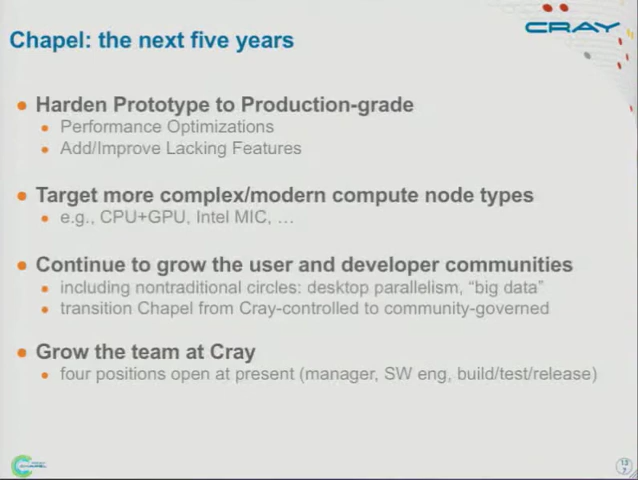 CRAY
Chapel: the next five years
Harden Prototype to Production-grade
Performance Optimizations
Add/Improve Lacking Features
Target more complex/modern compute node types
e.g., CPU+GPU, Intel MIC, …
Continue to grow the user and developer communities
including nontraditional circles: desktop parallelism, “big data”
transition Chapel from Cray-controlled to community-governed
Grow the team at Cray
four positions open at present (manager, SW eng, build/test/release)